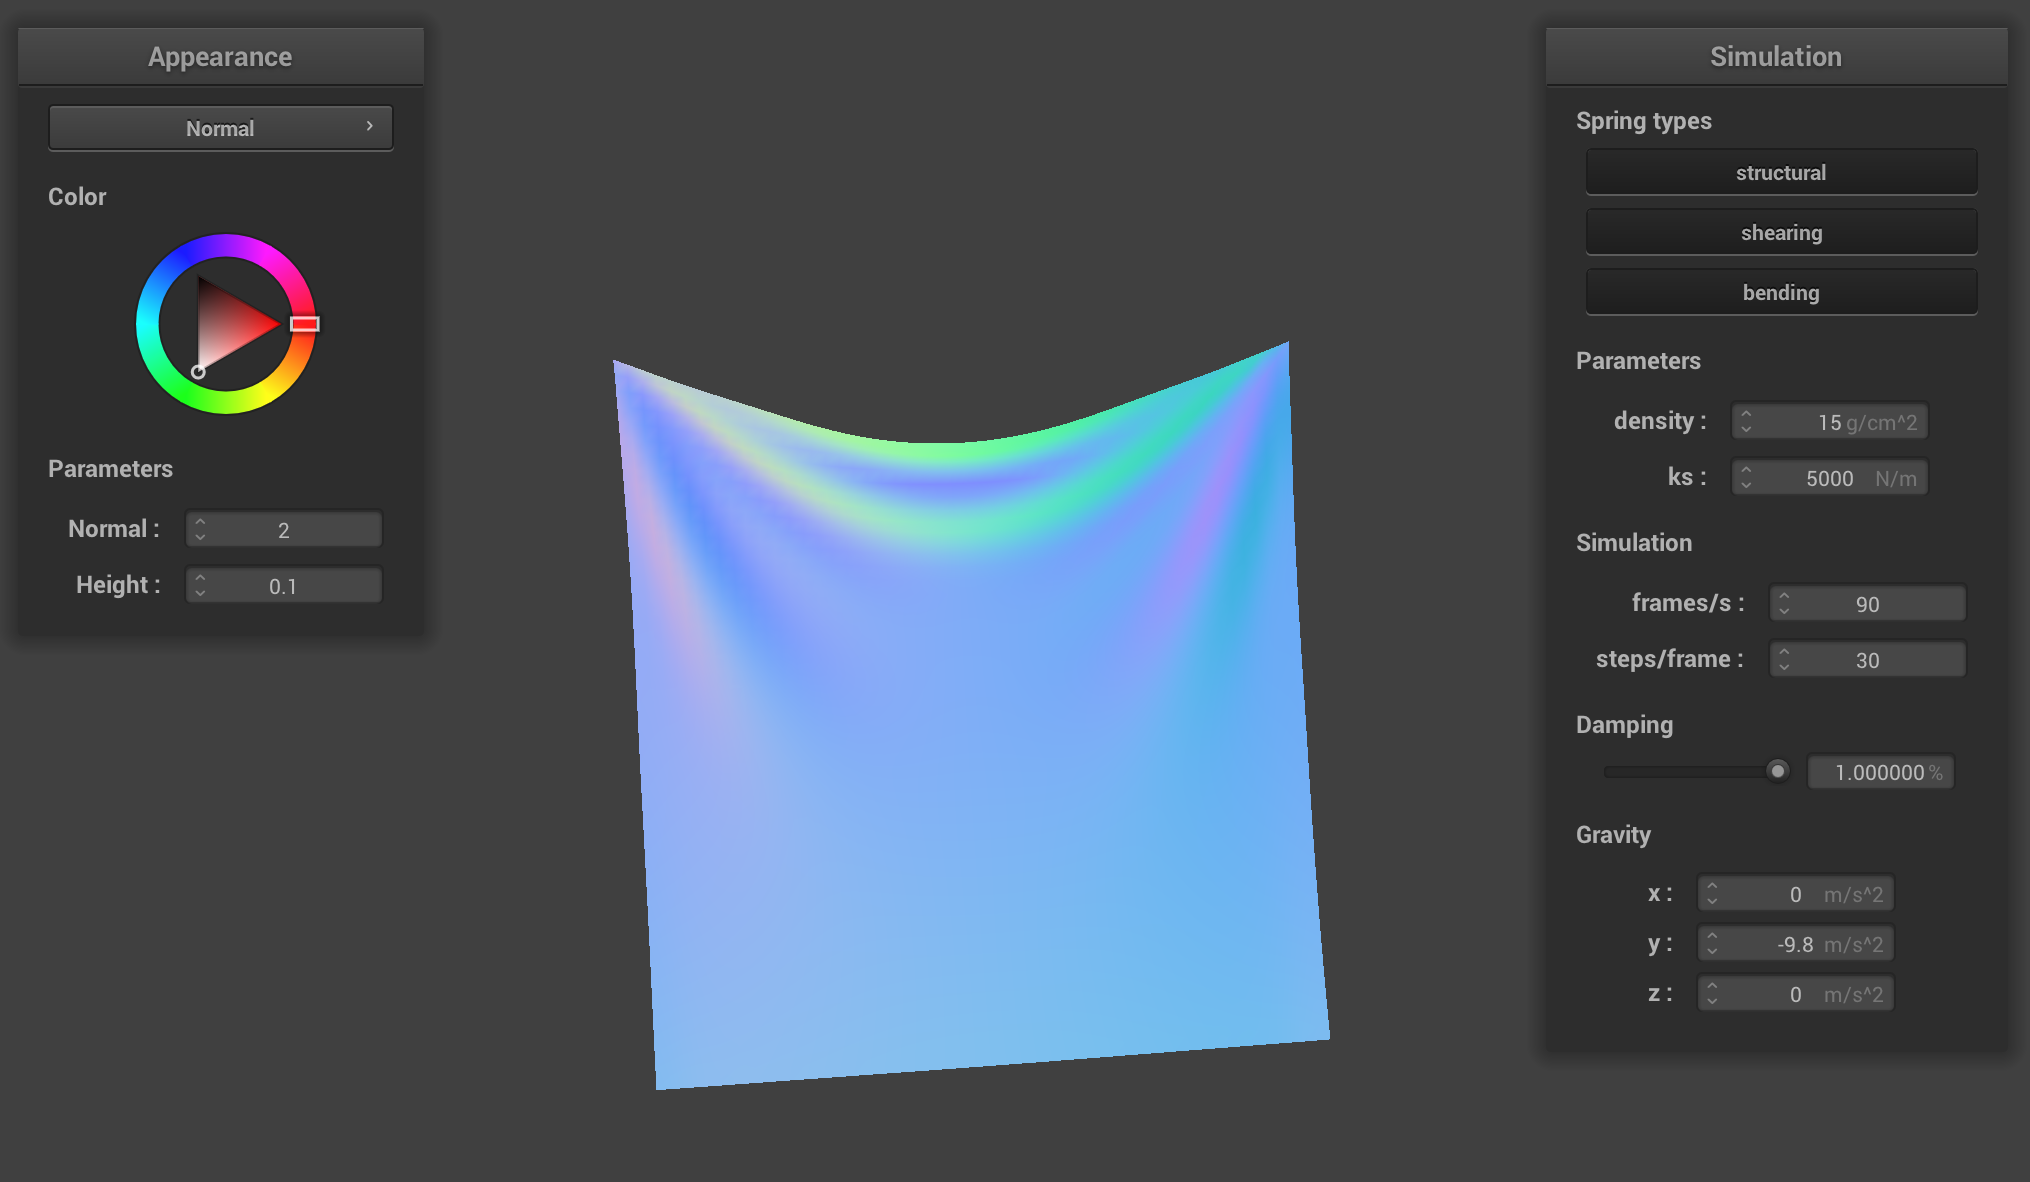 Appearance
Normal
Color
Parameters
Normal : 2
Height : 0.1
Simulation
Spring types
structural
shearing
bending
Parameters
density : 15 g/cm^2
ks : 5000 N/m
Simulation
frames/s : 90
steps/frame : 30
Damping
1.000000 %
Gravity
x : 0 m/s^2
y : -9.8 m/s^2
z : 0 m/s^2